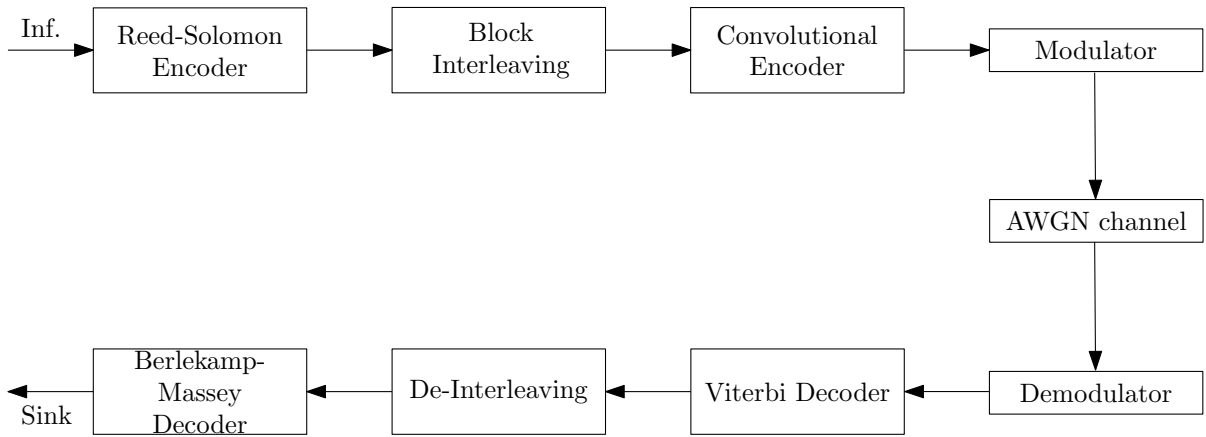 Inf.
Reed-Solomon
Encoder
Block
Interleaving
Convolutional
Encoder
Modulator
AWGN channel
Demodulator
Viterbi Decoder
De-Interleaving
Berlekamp-
Massey
Decoder
Sink